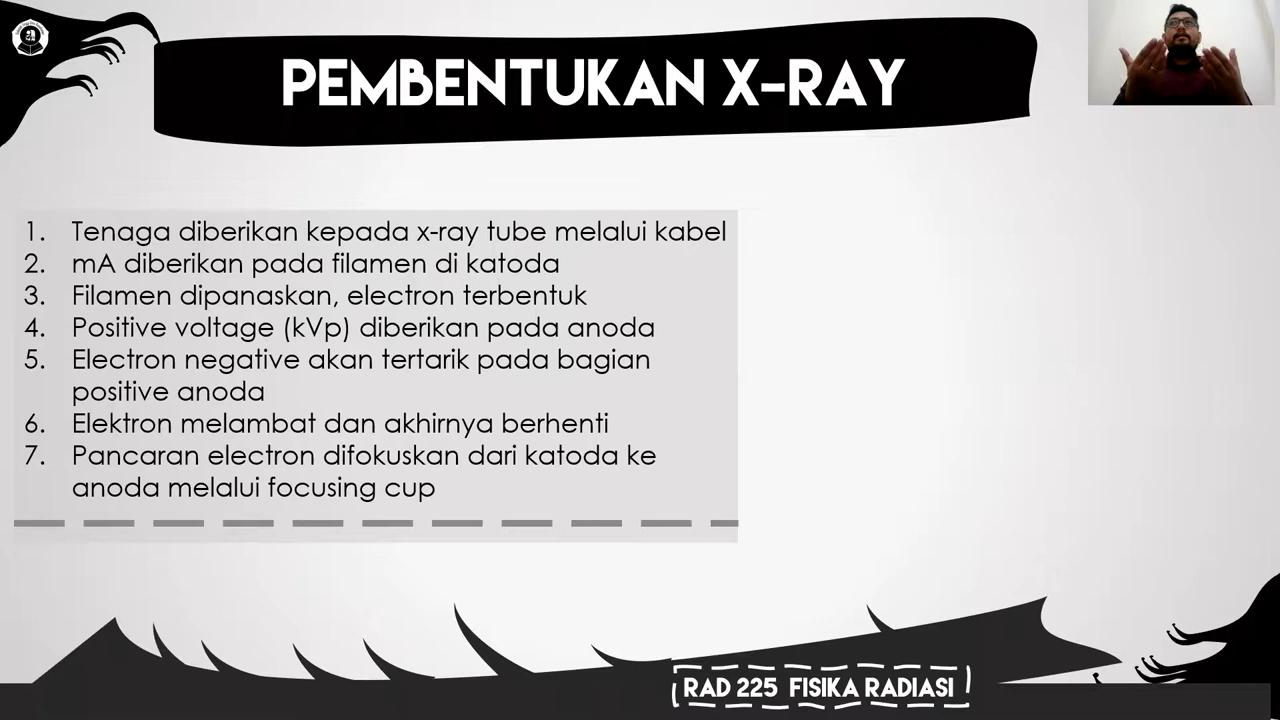 PEMBENTUKAN X-RAY
1. Tenaga diberikan kepada x-ray tube melalui kabel
2. mA diberikan pada filamen di katoda
3. Filamen dipanaskan, electron terbentuk
4. Positive voltage (kVp) diberikan pada anoda
5. Electron negative akan tertarik pada bagian
positive anoda
6. Elektron melambat dan akhirnya berhenti
7. Pancaran electron difokuskan dari katoda ke
anoda melalui focusing cup
RAD 225 FISIKA RADIASI